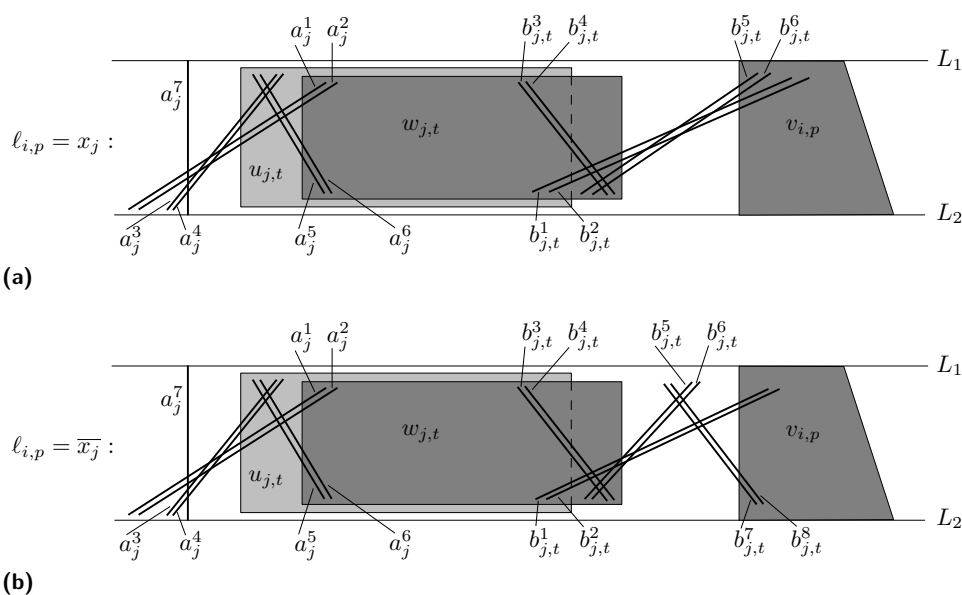 $a_j^1$ $a_j^2$ $b_{j,t}^3$ $b_{j,t}^4$ $b_{j,t}^5$ $b_{j,t}^6$
$L_1$
$a_j^7$
$\ell_{i,p} = x_j :$ $w_{j,t}$ $v_{i,p}$
$u_{j,t}$
$L_2$
$a_j^3$ $a_j^4$ $a_j^5$ $a_j^6$ $b_{j,t}^1$ $b_{j,t}^2$
(a)
$a_j^1$ $a_j^2$ $b_{j,t}^3$ $b_{j,t}^4$ $b_{j,t}^5$ $b_{j,t}^6$
$L_1$
$a_j^7$
$\ell_{i,p} = \overline{x_j} :$ $w_{j,t}$ $v_{i,p}$
$u_{j,t}$
$L_2$
$a_j^3$ $a_j^4$ $a_j^5$ $a_j^6$ $b_{j,t}^1$ $b_{j,t}^2$ $b_{j,t}^7$ $b_{j,t}^8$
(b)